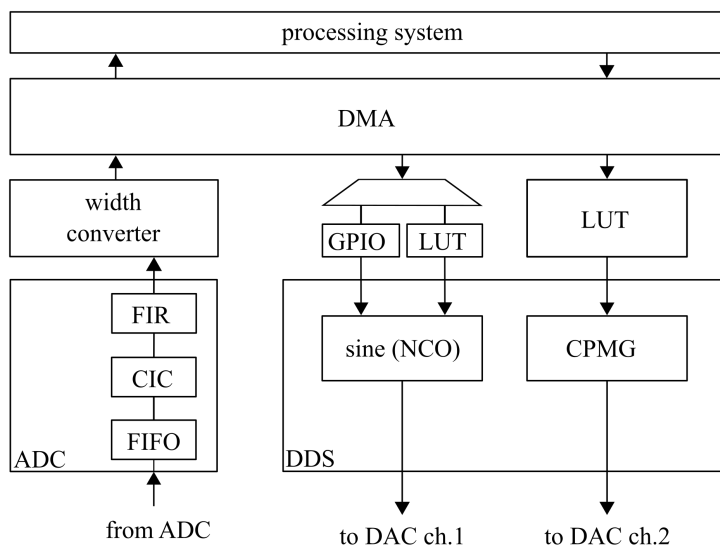 processing system
DMA
width
converter
GPIO
LUT
LUT
FIR
CIC
FIFO
ADC
sine (NCO)
CPMG
DDS
from ADC
to DAC ch.1
to DAC ch.2